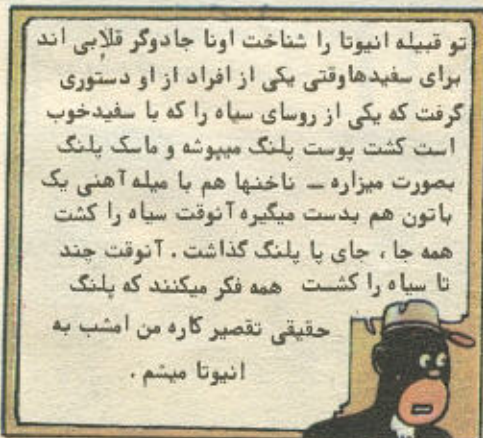 تو قبیله انیوتا را شناخت اونا جادوگر قلابی اند
برای سفیدهاوقتی یکی از افراد از او دستوری
گرفت که یکی از روسای سیاه را که با سفیدخوب
است کشت پوست پلنگ میپوشه و ماسک پلنگ
بصورت میزاره ــ ناخنها هم با میله آهنی یک
باتون هم بدست میگیره آنوقت سیاه را کشت
همه جا ، جای پا پلنگ گذاشت . آنوقت چند
تا سیاه را کشت همه فکر میکنند که پلنگ
حقیقی تقصیر کاره من امشب به
انیوتا میشم .